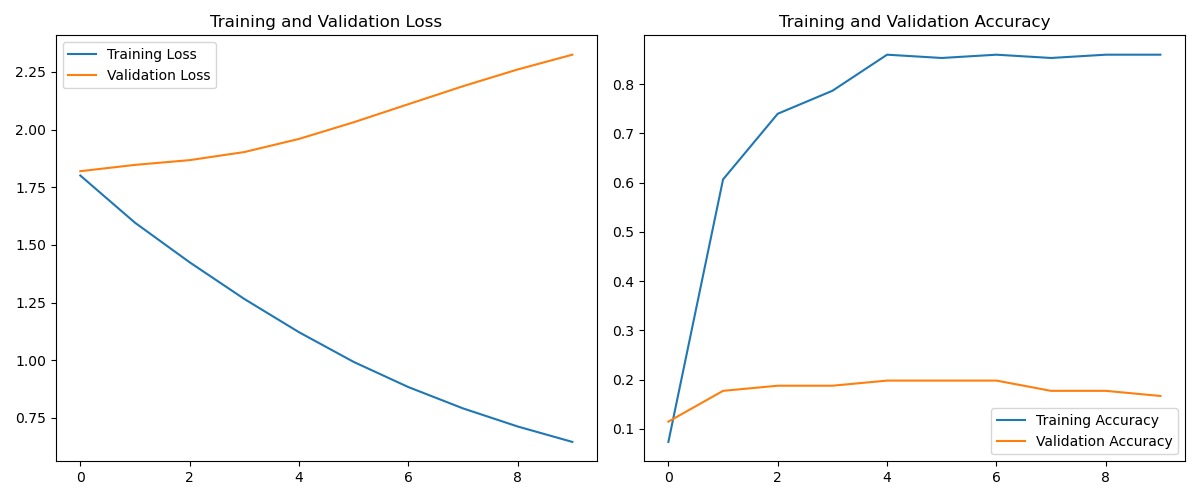 Training and Validation Loss
Training Loss
Validation Loss
2.25
2.00
1.75
1.50
1.25
1.00
0.75
0 2 4 6 8
Training and Validation Accuracy
0.8
0.7
0.6
0.5
0.4
0.3
0.2
0.1
Training Accuracy
Validation Accuracy
0 2 4 6 8